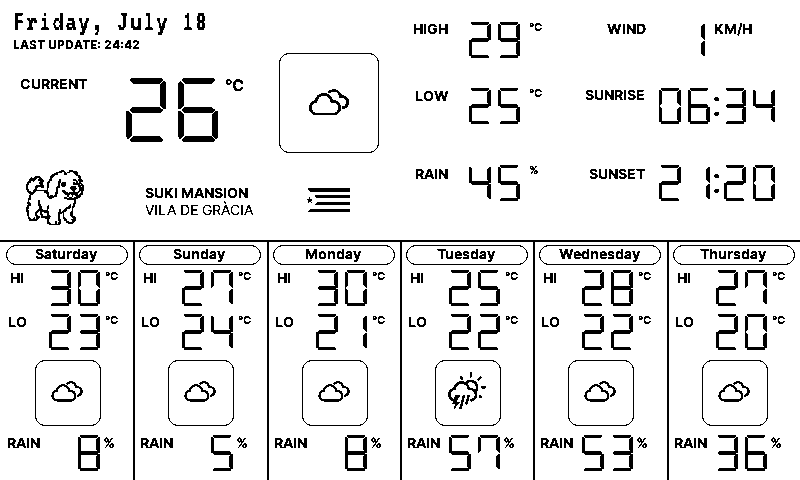 Friday, July 18
LAST UPDATE: 24:42
CURRENT 26 °C
HIGH 29 °C
LOW 25 °C
RAIN 45 %
WIND 1 KM/H
SUNRISE 06:34
SUNSET 21:20
SUKI MANSION
VILA DE GRÀCIA
Saturday
HI 30 °C
LO 23 °C
RAIN 8 %
Sunday
HI 27 °C
LO 24 °C
RAIN 5 %
Monday
HI 30 °C
LO 21 °C
RAIN 8 %
Tuesday
HI 25 °C
LO 22 °C
RAIN 57 %
Wednesday
HI 28 °C
LO 22 °C
RAIN 53 %
Thursday
HI 27 °C
LO 20 °C
RAIN 36 %